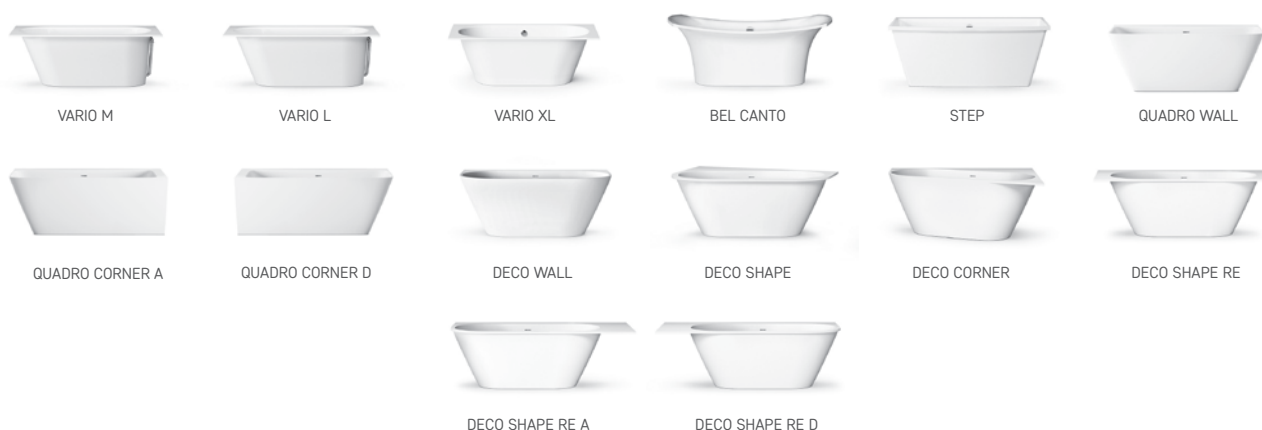 VARIO M
VARIO L
VARIO XL
BEL CANTO
STEP
QUADRO WALL
QUADRO CORNER A
QUADRO CORNER D
DECO WALL
DECO SHAPE
DECO CORNER
DECO SHAPE RE
DECO SHAPE RE A
DECO SHAPE RE D